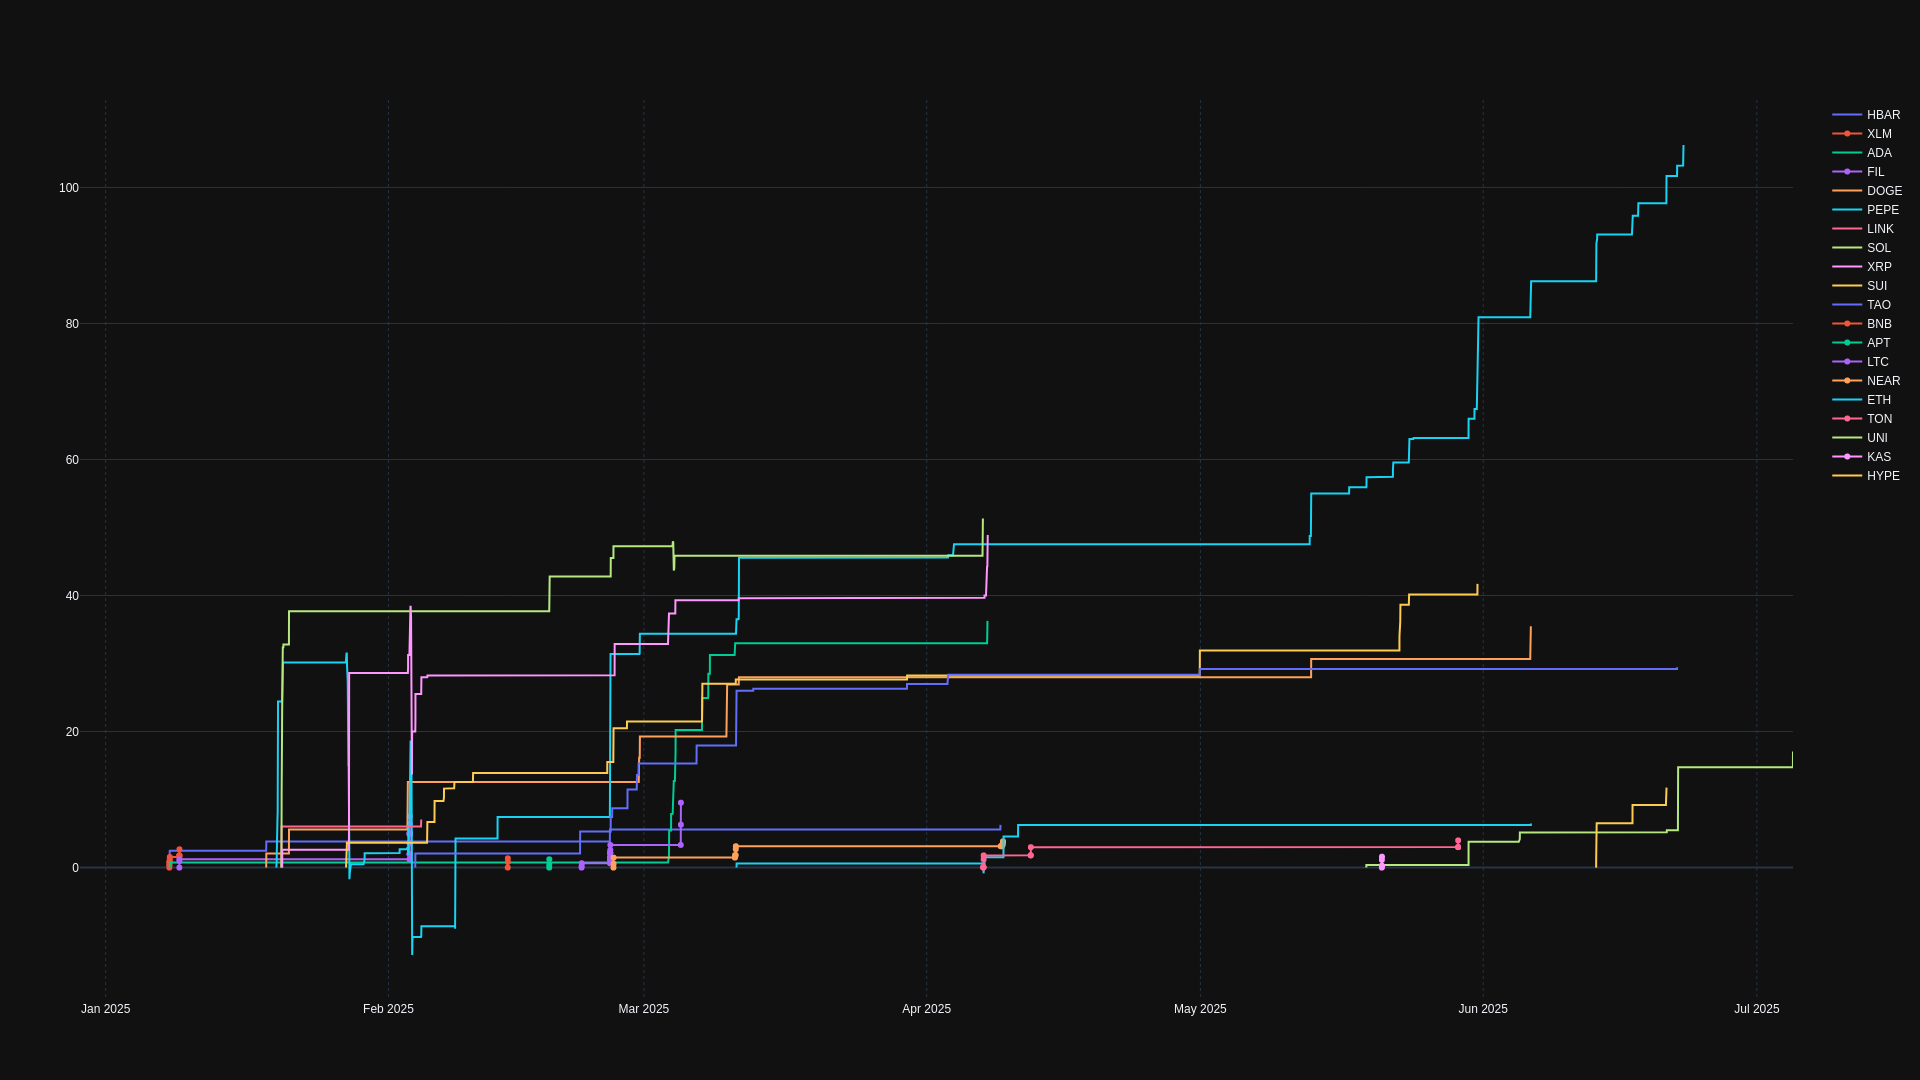 100
80
60
40
20
0
Jan 2025
Feb 2025
Mar 2025
Apr 2025
May 2025
Jun 2025
Jul 2025
HBAR
XLM
ADA
FIL
DOGE
PEPE
LINK
SOL
XRP
SUI
TAO
BNB
APT
LTC
NEAR
ETH
TON
UNI
KAS
HYPE